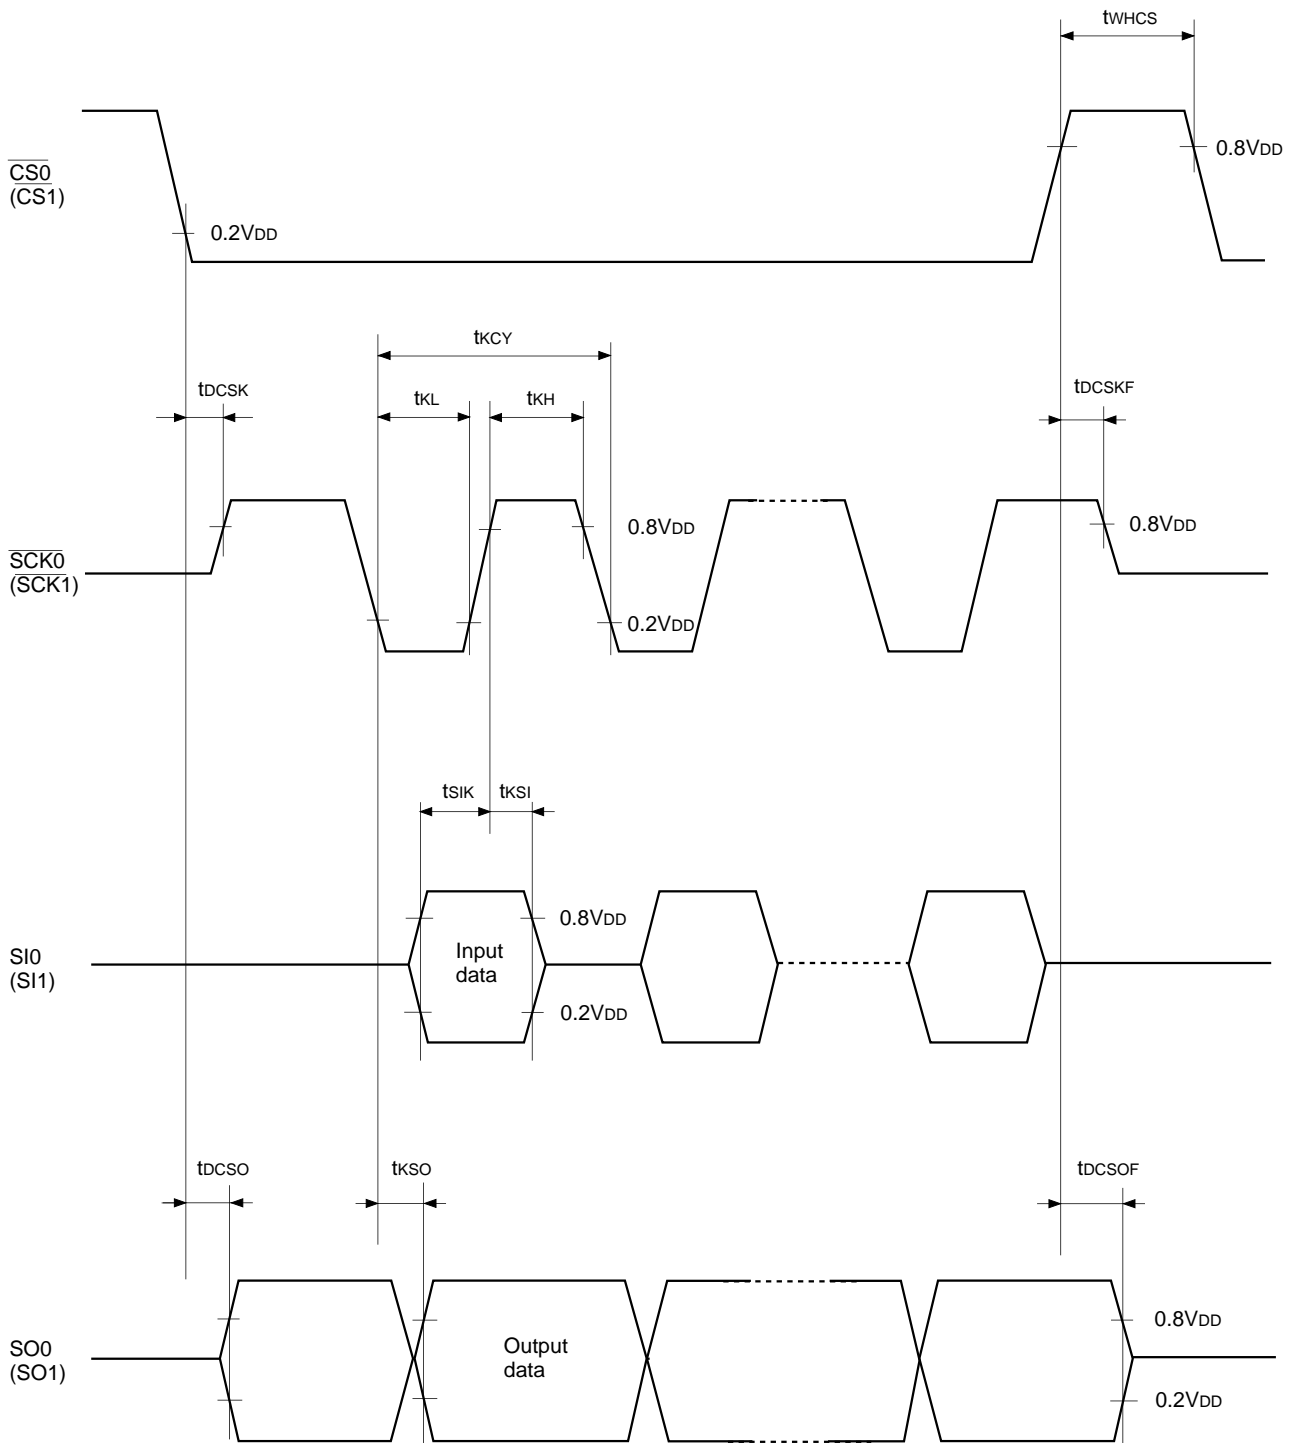 tWHCS
CS0
(CS1)
0.8VDD
0.2VDD
tKCY
tDCSK
tKL
tKH
tDCSKF
0.8VDD
0.8VDD
SCK0
(SCK1)
0.2VDD
tSIK
tKSI
0.8VDD
SI0
(SI1)
Input
data
0.2VDD
tDCSO
tKSO
tDCSOF
0.8VDD
SO0
(SO1)
Output
data
0.2VDD